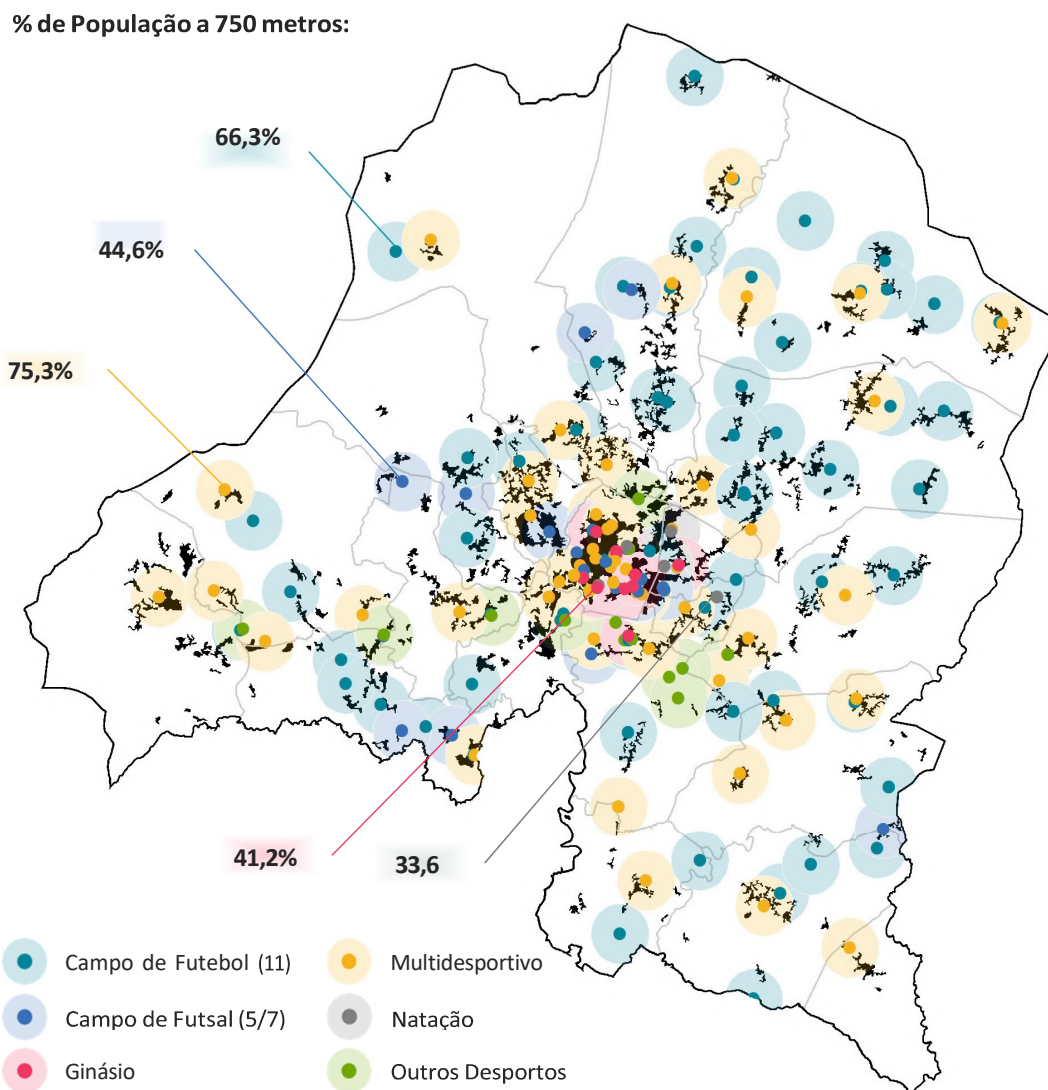 % de População a 750 metros:
66,3%
44,6%
75,3%
41,2%
33,6
Campo de Futebol (11)
Multidesportivo
Campo de Futsal (5/7)
Natação
Ginásio
Outros Desportos